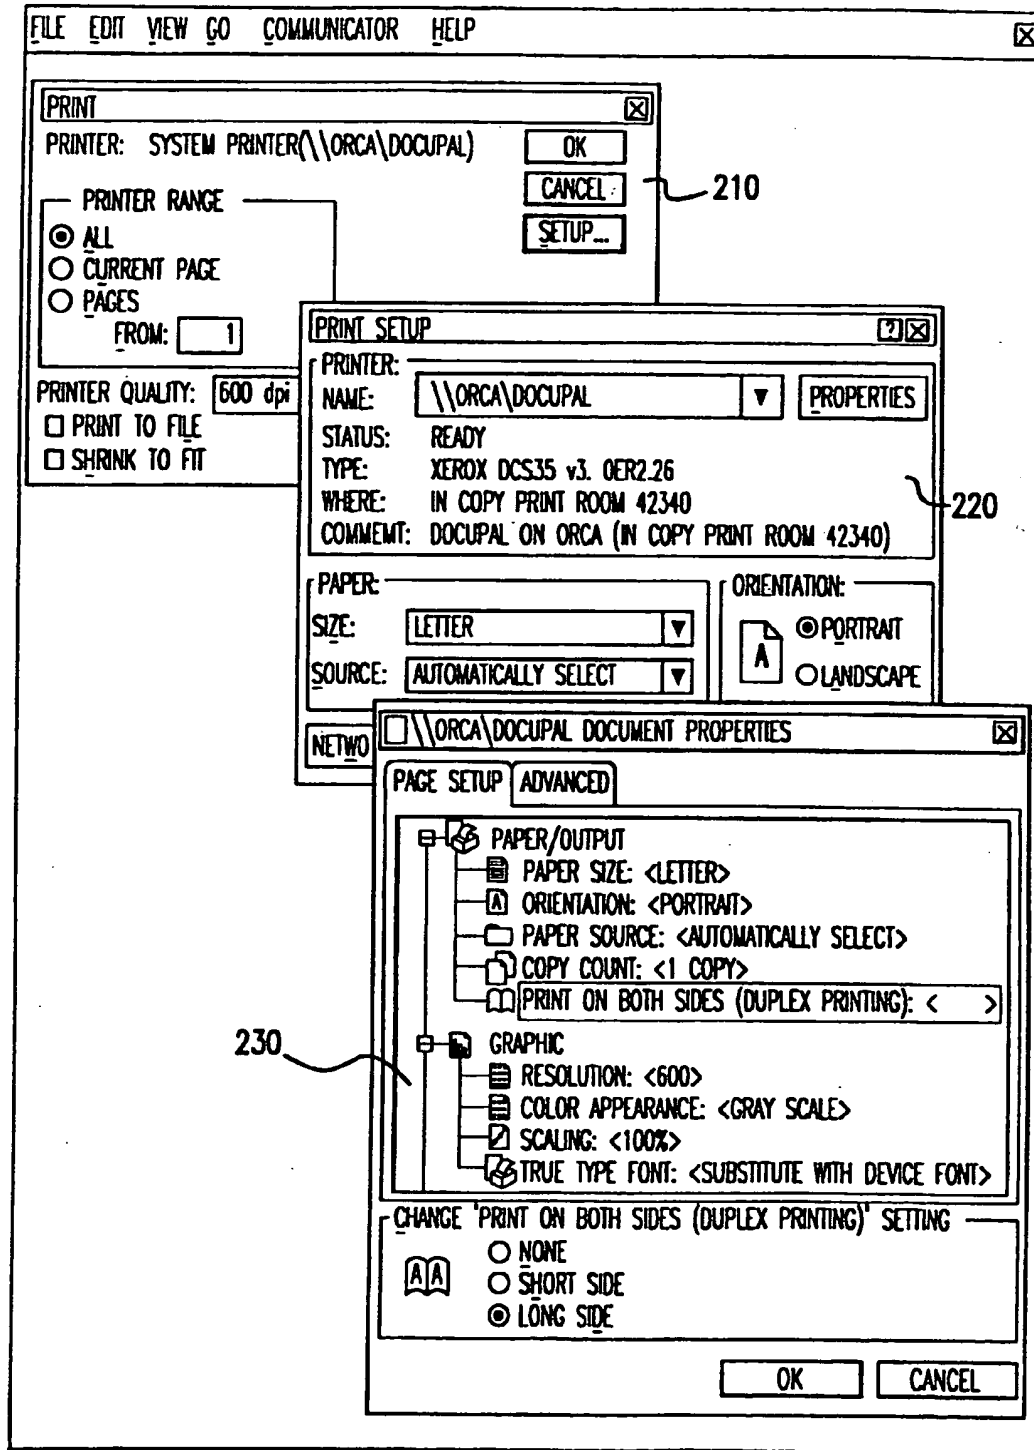 FILE EDIT VIEW GO COMMUNICATOR HELP
PRINT
PRINTER: SYSTEM PRINTER(\\ORCA\DOCUPAL)
OK
CANCEL
SETUP...
210
PRINTER RANGE
ALL
CURRENT PAGE
PAGES
FROM: 1
PRINTER QUALITY: 600 dpi
PRINT TO FILE
SHRINK TO FIT
PRINT SETUP
PRINTER:
NAME: \\ORCA\DOCUPAL
PROPERTIES
STATUS: READY
TYPE: XEROX DCS35 v3. 0ER2.26
WHERE: IN COPY PRINT ROOM 42340
COMMEMT: DOCUPAL ON ORCA (IN COPY PRINT ROOM 42340)
220
PAPER:
SIZE: LETTER
SOURCE: AUTOMATICALLY SELECT
ORIENTATION:
A
PORTRAIT
LANDSCAPE
NETWO
\\ORCA\DOCUPAL DOCUMENT PROPERTIES
PAGE SETUP ADVANCED
PAPER/OUTPUT
PAPER SIZE: <LETTER>
A ORIENTATION: <PORTRAIT>
PAPER SOURCE: <AUTOMATICALLY SELECT>
COPY COUNT: <1 COPY>
PRINT ON BOTH SIDES (DUPLEX PRINTING): < >
230
GRAPHIC
RESOLUTION: <600>
COLOR APPEARANCE: <GRAY SCALE>
SCALING: <100%>
TRUE TYPE FONT: <SUBSTITUTE WITH DEVICE FONT>
CHANGE 'PRINT ON BOTH SIDES (DUPLEX PRINTING)' SETTING
A A
NONE
SHORT SIDE
LONG SIDE
OK CANCEL